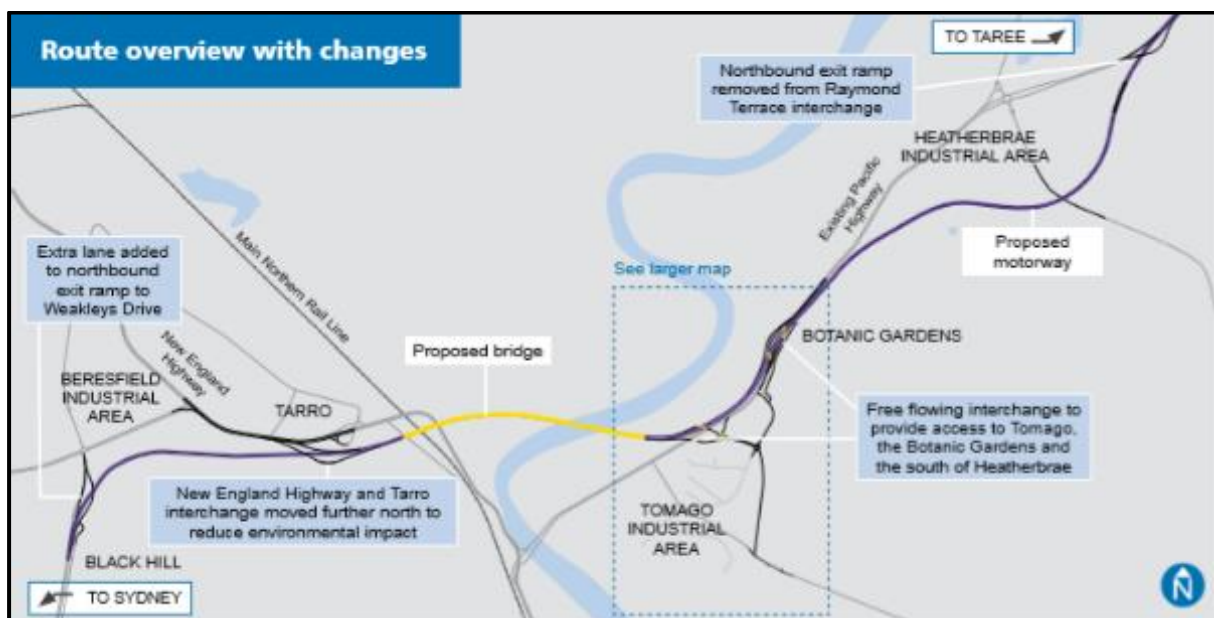 Route overview with changes
TO TAREE
Northbound exit ramp
removed from Raymond
Terrace interchange
HEATHERBRAE
INDUSTRIAL AREA
Existing Pacific
Highway
Proposed
motorway
See larger map
Main Northern Rail Line
Extra lane added
to northbound
exit ramp to
Weakleys Drive
New England
Highway
Proposed bridge
BOTANIC GARDENS
BERESFIELD
INDUSTRIAL
AREA
TARRO
Free flowing interchange to
provide access to Tomago,
the Botanic Gardens and
the south of Heatherbrae
New England Highway and Tarro
interchange moved further north to
reduce environmental impact
TOMAGO
INDUSTRIAL
AREA
BLACK HILL
TO SYDNEY
N